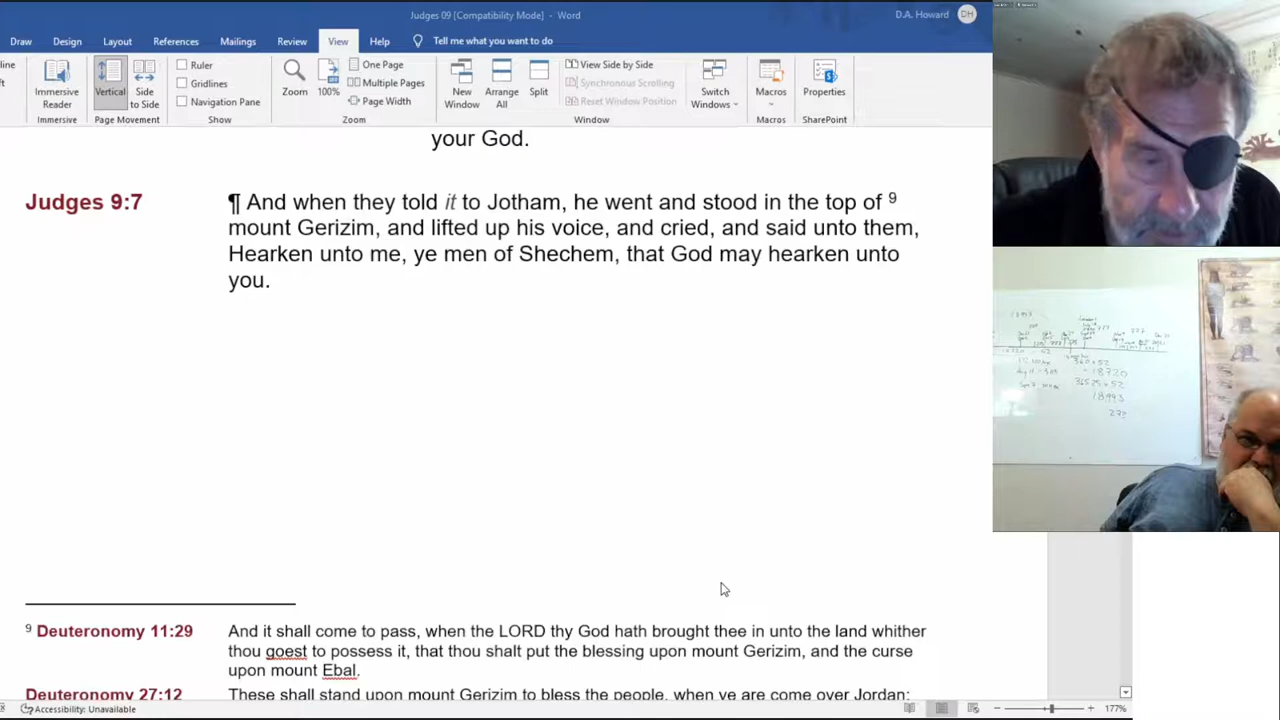 Judges 09 [Compatibility Mode] - Word
D.A. Howard DH
Draw Design Layout References Mailings Review View Help Tell me what you want to do
Immersive Reader
Immersive
Vertical
Side to Side
Page Movement
Ruler
Gridlines
Navigation Pane
Show
Zoom
100%
One Page
Multiple Pages
Page Width
Zoom
New Window
Arrange All
Split
View Side by Side
Synchronous Scrolling
Reset Window Position
Switch Windows
Window
Macros
Macros
Properties
SharePoint
your God.
Judges 9:7 ¶ And when they told it to Jotham, he went and stood in the top of 9
mount Gerizim, and lifted up his voice, and cried, and said unto them,
Hearken unto me, ye men of Shechem, that God may hearken unto
you.
9 Deuteronomy 11:29 And it shall come to pass, when the LORD thy God hath brought thee in unto the land whither
thou goest to possess it, that thou shalt put the blessing upon mount Gerizim, and the curse
upon mount Ebal.
Deuteronomy 27:12 These shall stand upon mount Gerizim to bless the people, when ye are come over Jordan;
Accessibility: Unavailable
177%
18720
18993